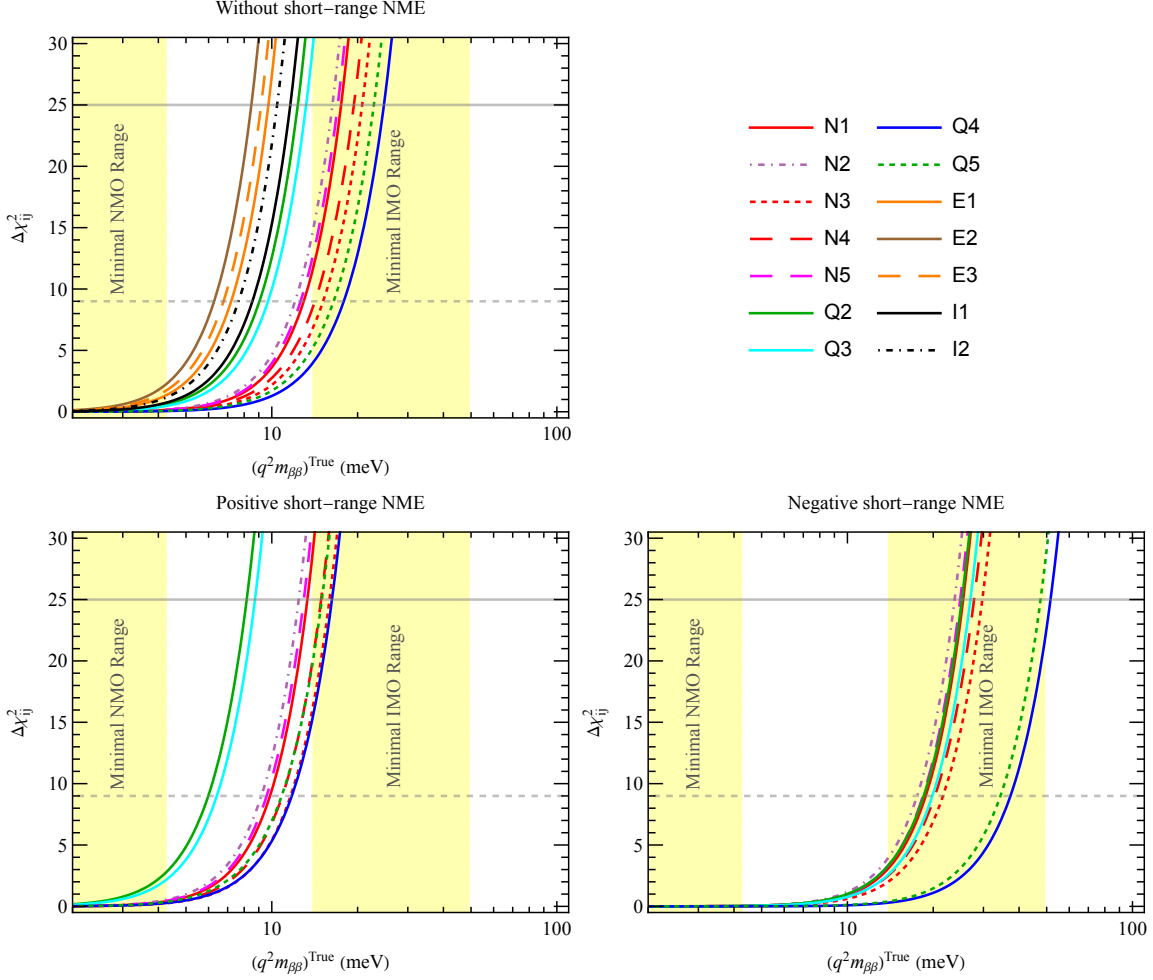 Without short−range NME
30
25
20
15
10
5
0
Δχ²ij
Minimal NMO Range
Minimal IMO Range
10
100
(q²mββ)True (meV)
N1
N2
N3
N4
N5
Q2
Q3
Q4
Q5
E1
E2
E3
I1
I2
Positive short−range NME
30
25
20
15
10
5
0
Δχ²ij
Minimal NMO Range
Minimal IMO Range
10
100
(q²mββ)True (meV)
Negative short−range NME
30
25
20
15
10
5
0
Δχ²ij
Minimal NMO Range
Minimal IMO Range
10
100
(q²mββ)True (meV)